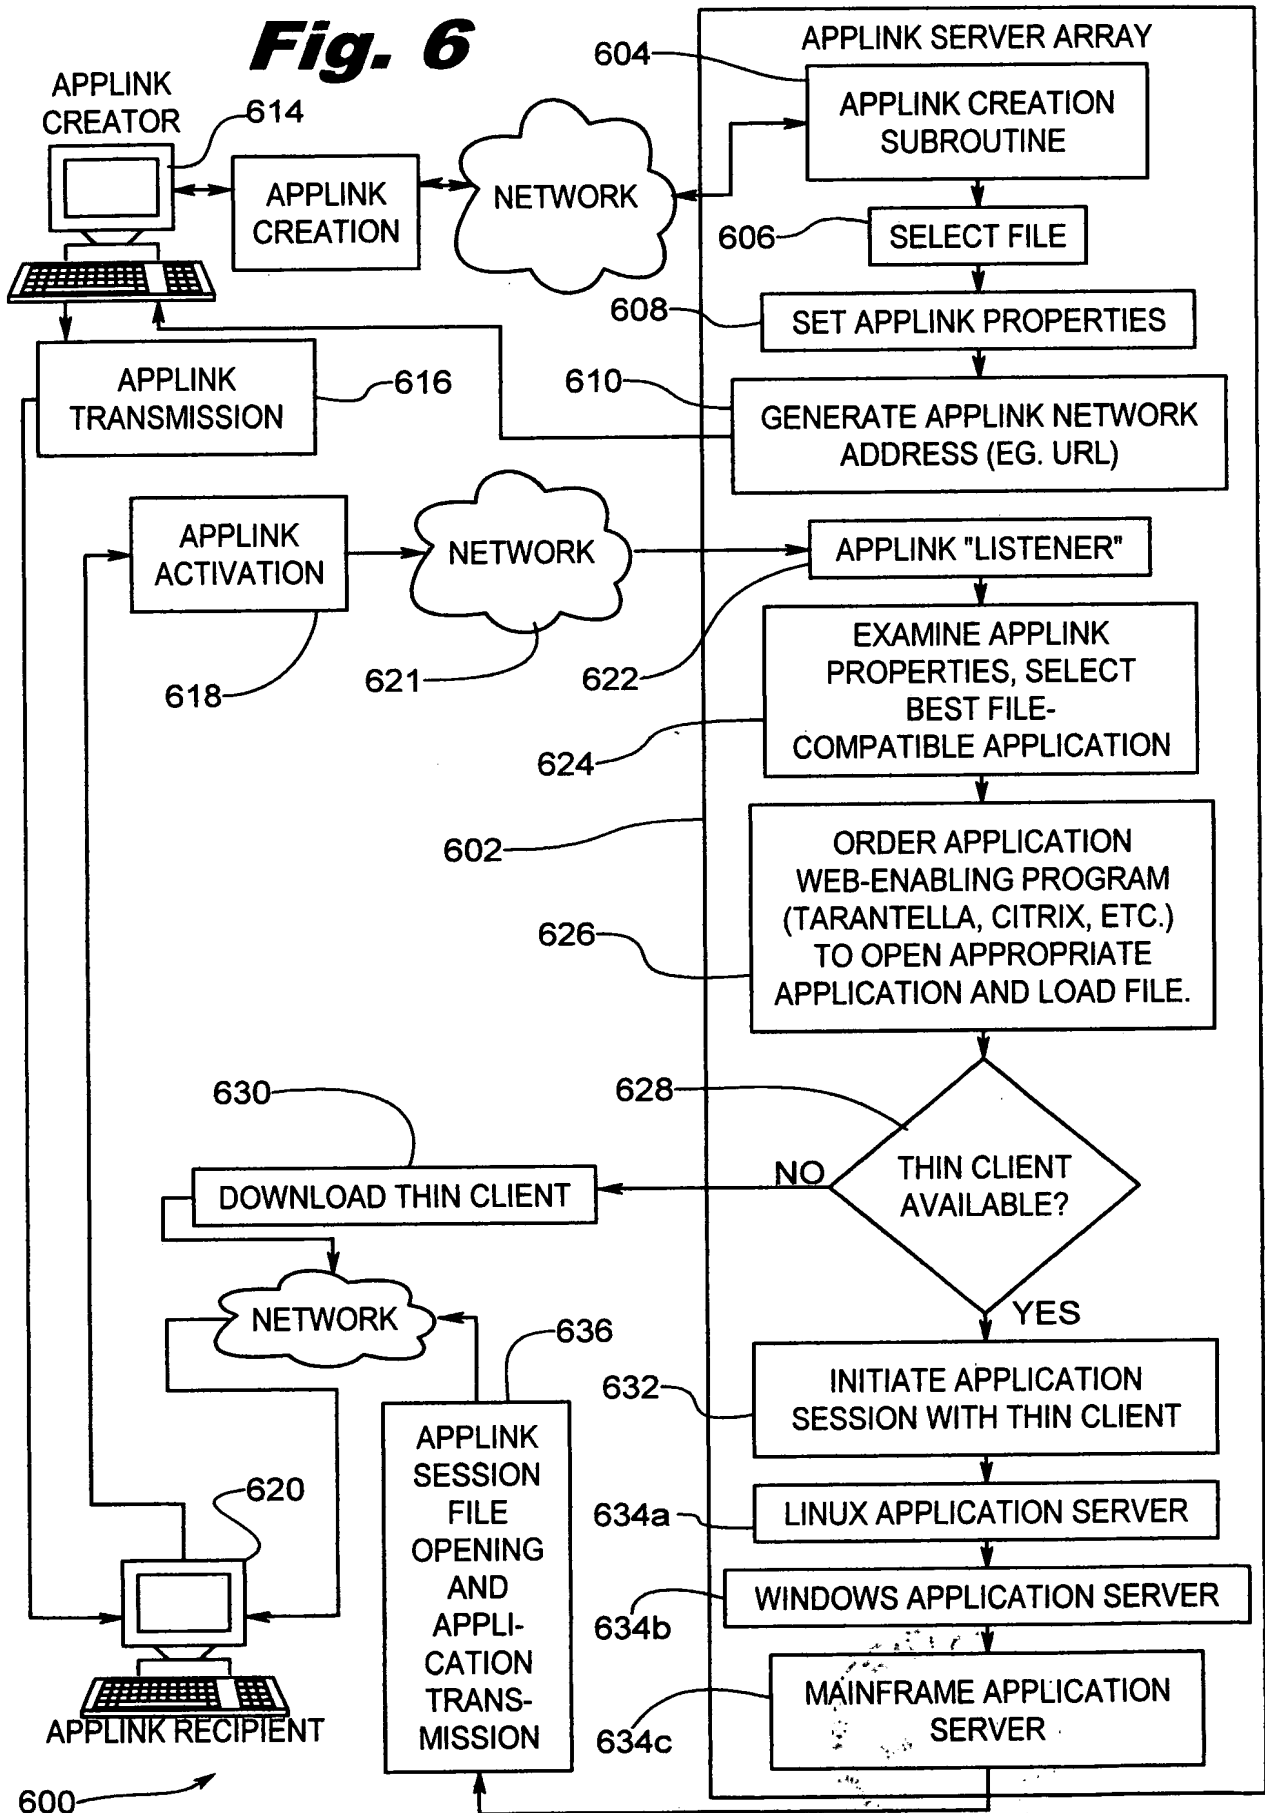 Fig. 6
APPLINK
CREATOR
614
APPLINK
CREATION
NETWORK
APPLINK SERVER ARRAY
604
APPLINK CREATION
SUBROUTINE
606
SELECT FILE
608
SET APPLINK PROPERTIES
610
GENERATE APPLINK NETWORK
ADDRESS (EG. URL)
APPLINK
TRANSMISSION
616
APPLINK
ACTIVATION
618
NETWORK
621
APPLINK "LISTENER"
622
EXAMINE APPLINK
PROPERTIES, SELECT
BEST FILE-
COMPATIBLE APPLICATION
624
602
ORDER APPLICATION
WEB-ENABLING PROGRAM
(TARANTELLA, CITRIX, ETC.)
TO OPEN APPROPRIATE
APPLICATION AND LOAD FILE.
626
628
THIN CLIENT
AVAILABLE?
NO
YES
630
DOWNLOAD THIN CLIENT
NETWORK
636
APPLINK
SESSION
FILE
OPENING
AND
APPLI-
CATION
TRANS-
MISSION
632
INITIATE APPLICATION
SESSION WITH THIN CLIENT
634a
LINUX APPLICATION SERVER
WINDOWS APPLICATION SERVER
634b
MAINFRAME APPLICATION
SERVER
634c
620
APPLINK RECIPIENT
600